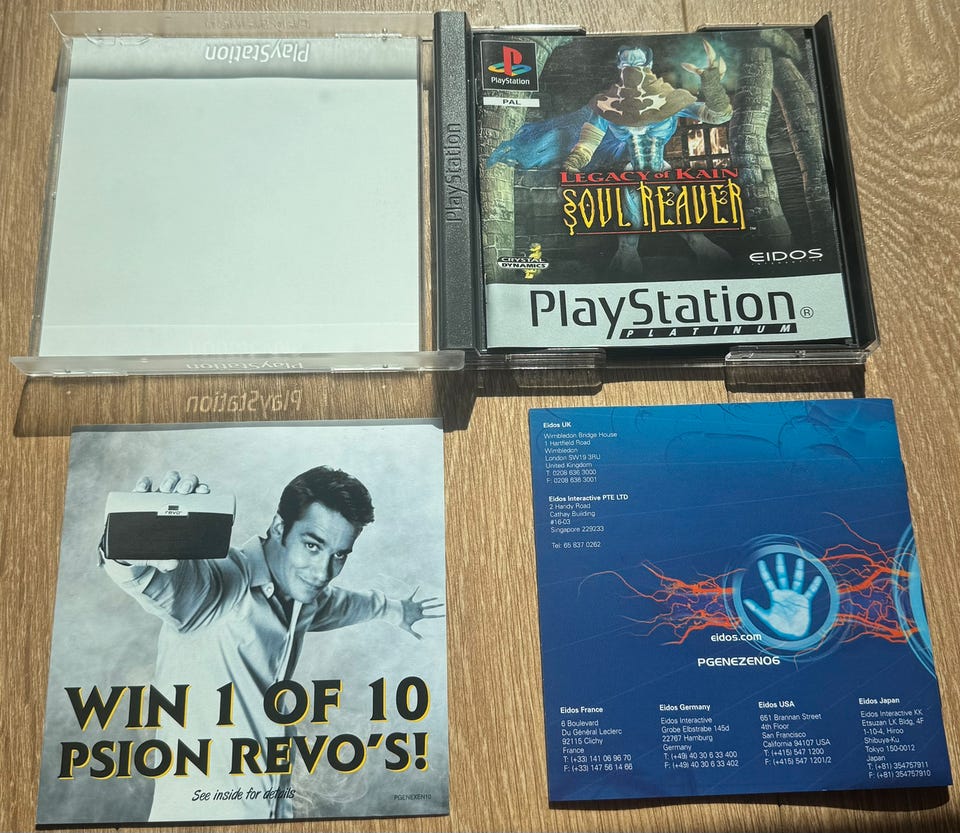 PlayStation
PlayStation
PlayStation
PlayStation
PlayStation
PAL
LEGACY of KAIN
SOUL REAVER
™
CRYSTAL
DYNAMICS
EIDOS
INTERACTIVE
PlayStation®
PLATINUM
revo
WIN 1 OF 10
PSION REVO'S!
See inside for details
PGENEXEN10
Eidos UK
Wimbledon Bridge House
1 Hartfield Road
Wimbledon
London SW19 3RU
United Kingdom
T: 0208 636 3000
F: 0208 636 3001
Eidos Interactive PTE LTD
2 Handy Road
Cathay Building
#16-03
Singapore 229233
Tel: 65 837 0262
eidos.com
PGENEZEN06
Eidos France
6 Boulevard
Du Général Leclerc
92115 Clichy
France
T: (+33) 141 06 96 70
F: (+33) 147 56 14 66
Eidos Germany
Eidos Interactive
Grobe Elbstrabe 145d
22767 Hamburg
Germany
T: (+49) 40 30 6 33 400
F: (+49) 40 30 6 33 402
Eidos USA
651 Brannan Street
4th Floor
San Francisco
California 94107 USA
T: (+415) 547 1200
F: (+415) 547 1201/2
Eidos Japan
Eidos Interactive KK
Etsuzan LK Bldg, 4F
1-10-4, Hiroo
Shibuya-Ku
Tokyo 150-0012
Japan
T: (+81) 354757911
F: (+81) 354757910